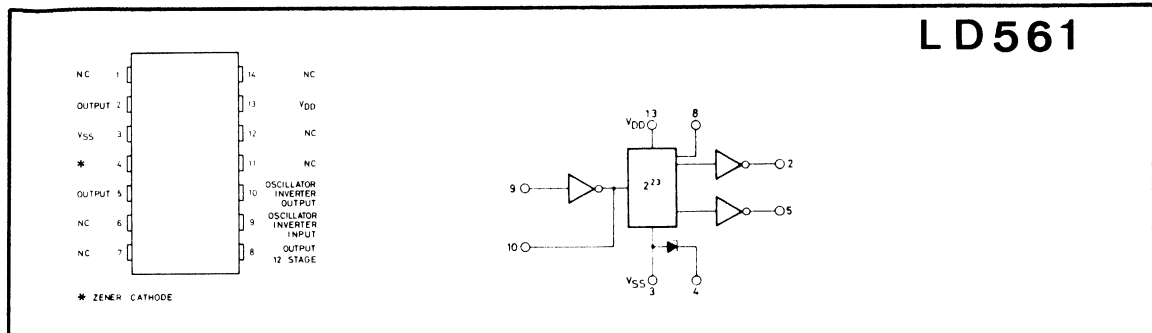 LD561
NC 1 14 NC
OUTPUT 2 13 VDD
VSS 3 12 NC
* 4 11 NC
OUTPUT 5 10 OSCILLATOR INVERTER OUTPUT
NC 6 9 OSCILLATOR INVERTER INPUT
NC 7 8 OUTPUT 12 STAGE
* ZENER CATHODE
13 8
VDD
2
9
2²³
5
10
VSS
3 4